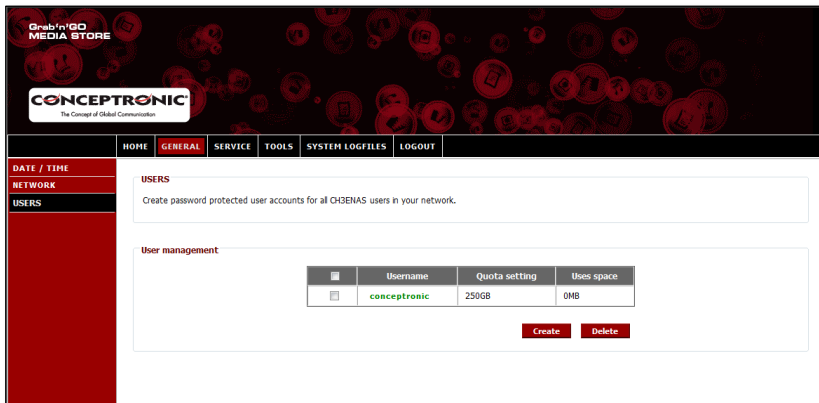 Grab'n'GO
MEDIA STORE
CONCEPTRONIC
The Concept of Global Communication
HOME GENERAL SERVICE TOOLS SYSTEM LOGFILES LOGOUT
DATE / TIME
NETWORK
USERS
USERS
Create password protected user accounts for all CH3ENAS users in your network.
User management
Username Quota setting Uses space
conceptronic 250GB 0MB
Create Delete